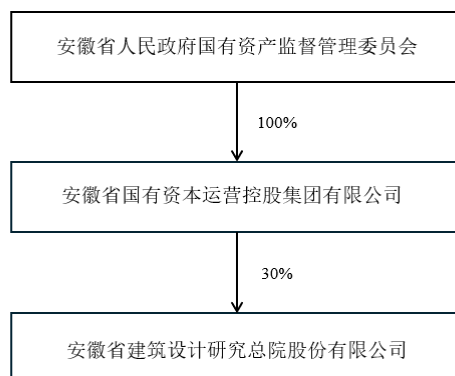 安徽省人民政府国有资产监督管理委员会
100%
安徽省国有资本运营控股集团有限公司
30%
安徽省建筑设计研究总院股份有限公司